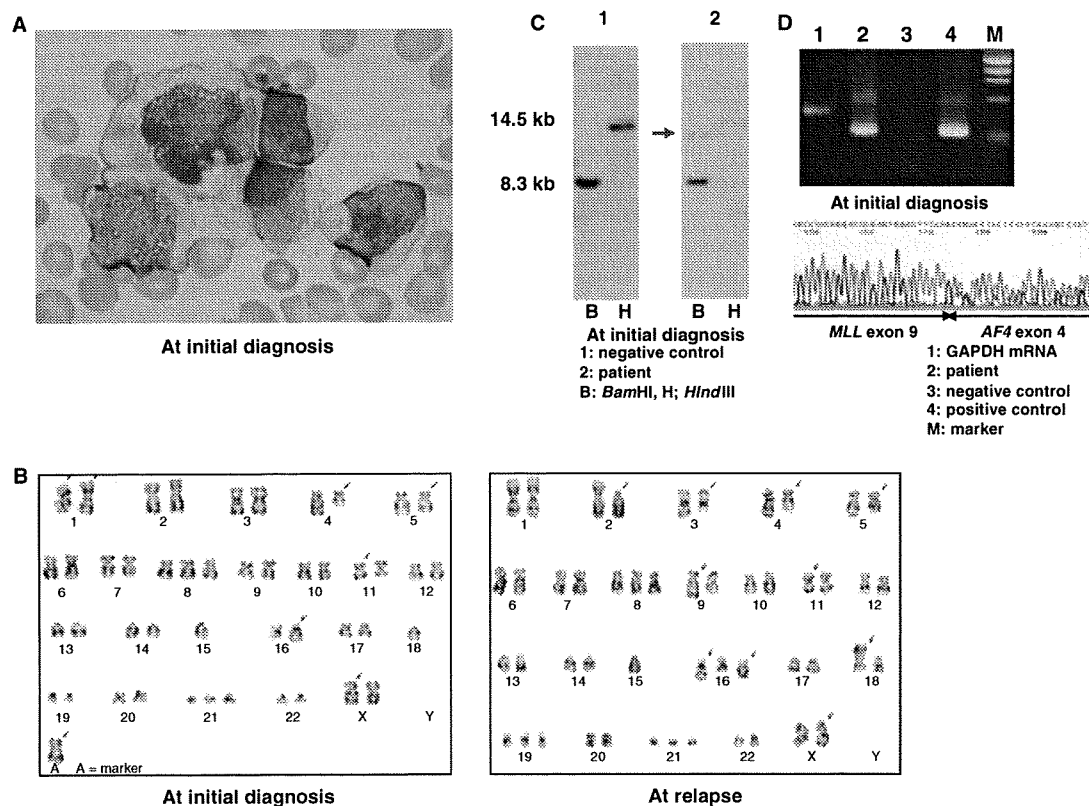 A
At initial diagnosis
C
1 2
14.5 kb
8.3 kb
B H B H
At initial diagnosis
1: negative control
2: patient
B: BamHI, H; HindIII
D
1 2 3 4 M
At initial diagnosis
MLL exon 9 AF4 exon 4
1: GAPDH mRNA
2: patient
3: negative control
4: positive control
M: marker
B
1 2 3 4 5
6 7 8 9 10 11 12
13 14 15 16 17 18
19 20 21 22 X Y
A A = marker
At initial diagnosis
1 2 3 4 5
6 7 8 9 10 11 12
13 14 15 16 17 18
19 20 21 22 X Y
At relapse